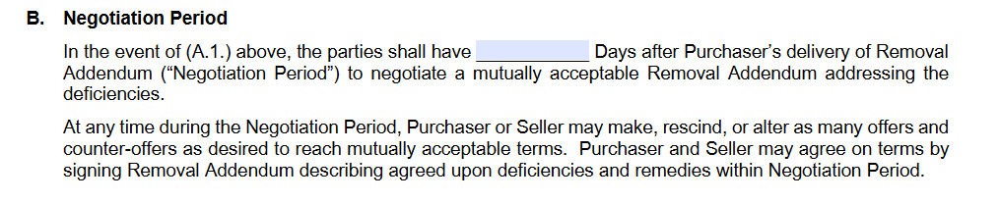 B. Negotiation Period
In the event of (A.1.) above, the parties shall have Days after Purchaser's delivery of Removal
Addendum (“Negotiation Period”) to negotiate a mutually acceptable Removal Addendum addressing the
deficiencies.
At any time during the Negotiation Period, Purchaser or Seller may make, rescind, or alter as many offers and
counter-offers as desired to reach mutually acceptable terms. Purchaser and Seller may agree on terms by
signing Removal Addendum describing agreed upon deficiencies and remedies within Negotiation Period.